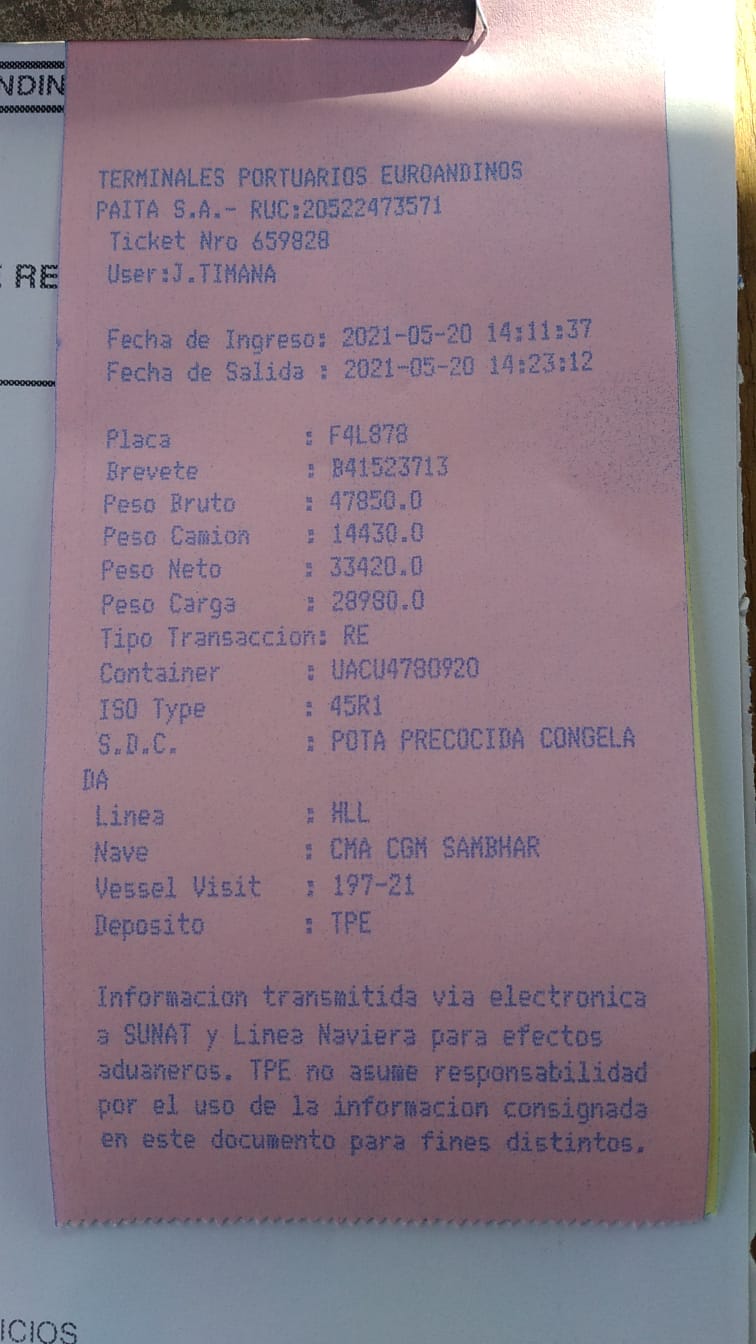 NDIN
TERMINALES PORTUARIOS EUROANDINOS
PAITA S.A.- RUC:20522473571
Ticket Nro 659828
E RE
User:J.TIMANA
Fecha de Ingreso: 2021-05-20 14:11:37
Fecha de Salida : 2021-05-20 14:23:12
Placa : F4L878
Brevete : B41523713
Peso Bruto : 47850.0
Peso Camion : 14430.0
Peso Neto : 33420.0
Peso Carga : 28980.0
Tipo Transaccion: RE
Container : UACU4780920
ISO Type : 45R1
S.D.C. : POTA PRECOCIDA CONGELA
DA
Linea : HLL
Nave : CMA CGM SAMBHAR
Vessel Visit : 197-21
Deposito : TPE
Informacion transmitida via electronica
a SUNAT y Linea Naviera para efectos
aduaneros. TPE no asume responsabilidad
por el uso de la informacion consignada
en este documento para fines distintos.
ICIOS